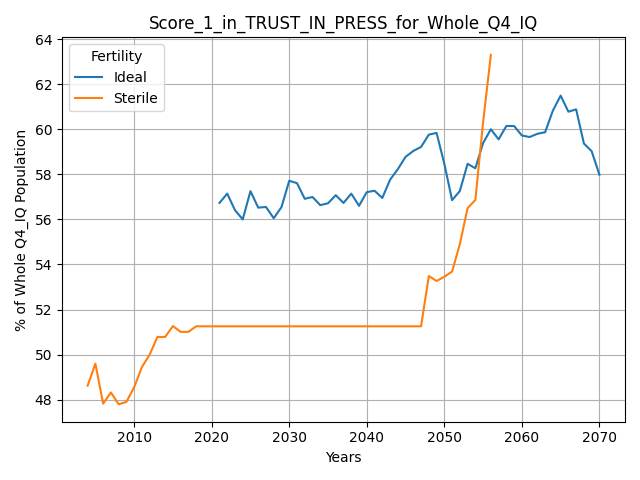 Score_1_in_TRUST_IN_PRESS_for_Whole_Q4_IQ
Fertility
Ideal
Sterile
% of Whole Q4_IQ Population
64
62
60
58
56
54
52
50
48
2010
2020
2030
2040
2050
2060
2070
Years